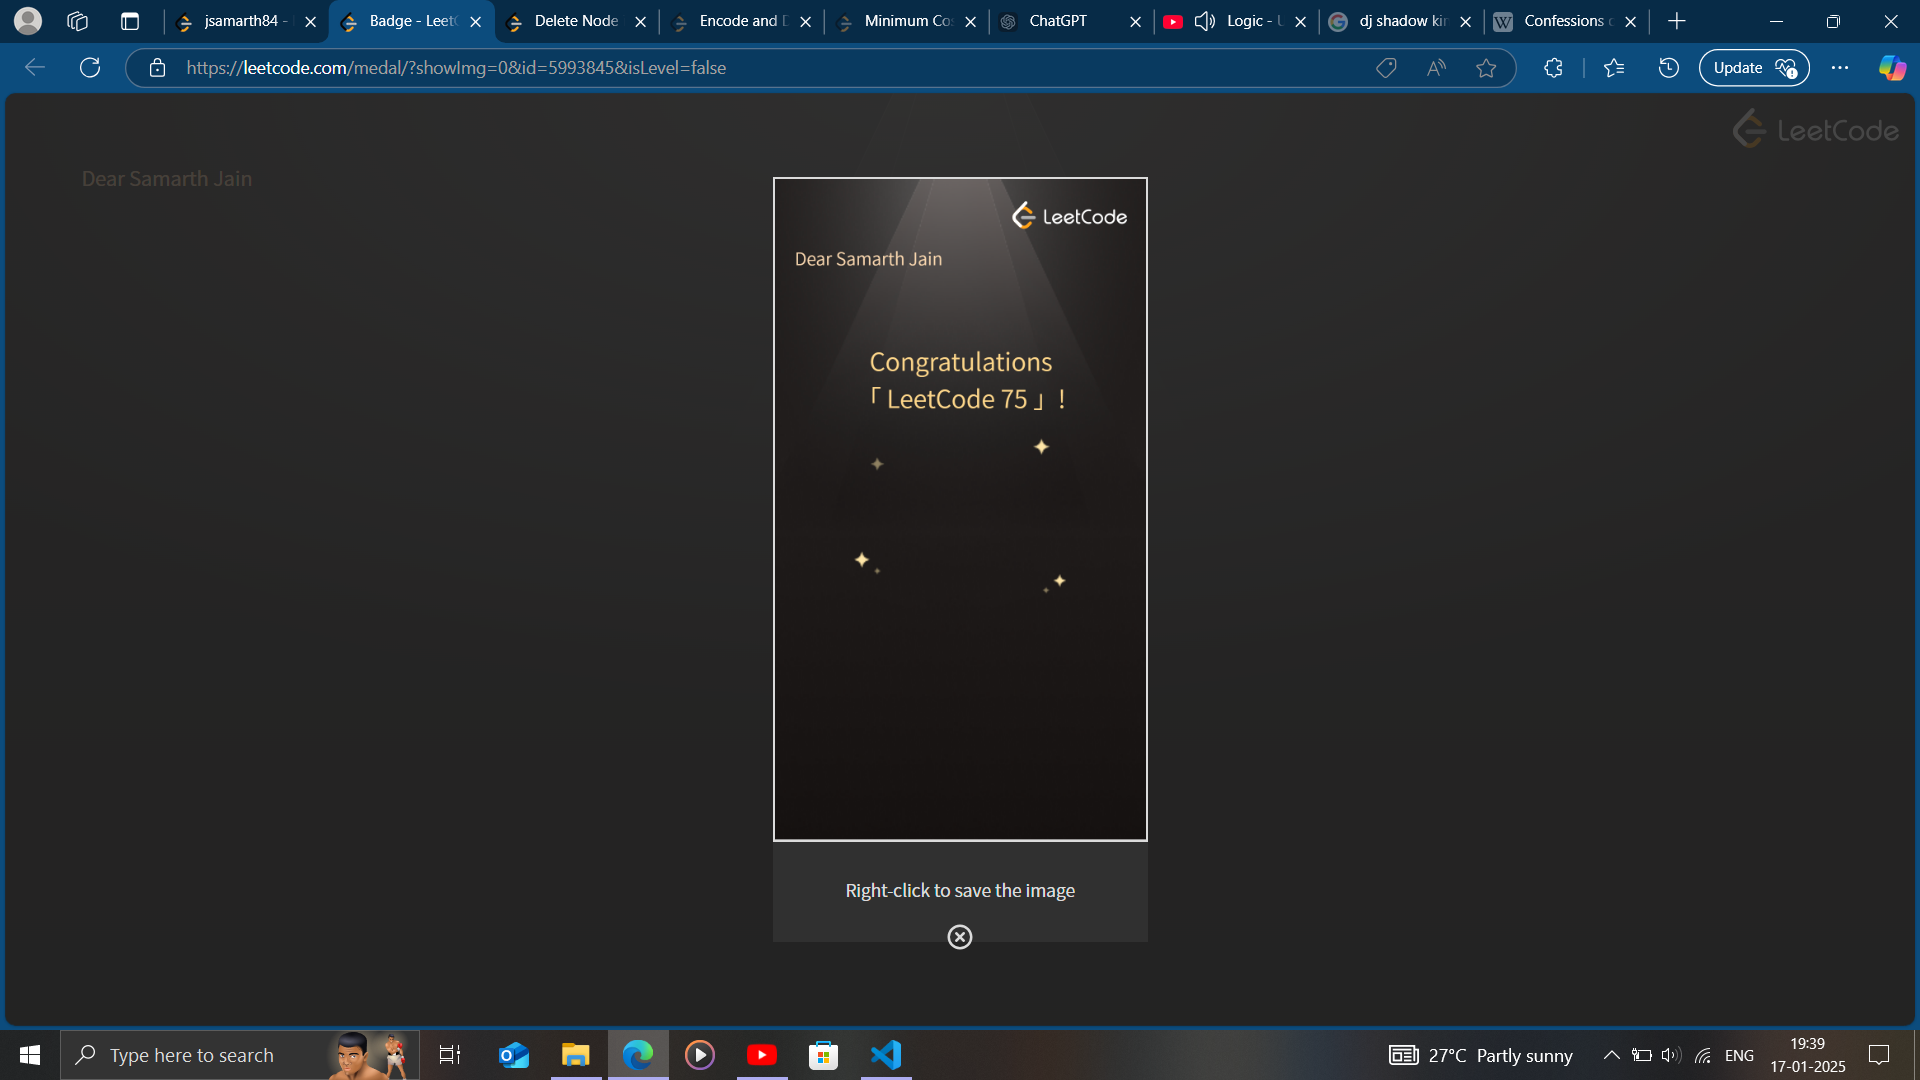 jsamarth84 -
Badge - Leet
Delete Node
Encode and D
Minimum Cos
ChatGPT
Logic - U
dj shadow kin
Confessions o
https://leetcode.com/medal/?showImg=0&id=5993845&isLevel=false
Update
LeetCode
Dear Samarth Jain
LeetCode
Dear Samarth Jain
Congratulations
「 LeetCode 75 」 !
Right-click to save the image
Type here to search
27°C Partly sunny
ENG
19:39
17-01-2025